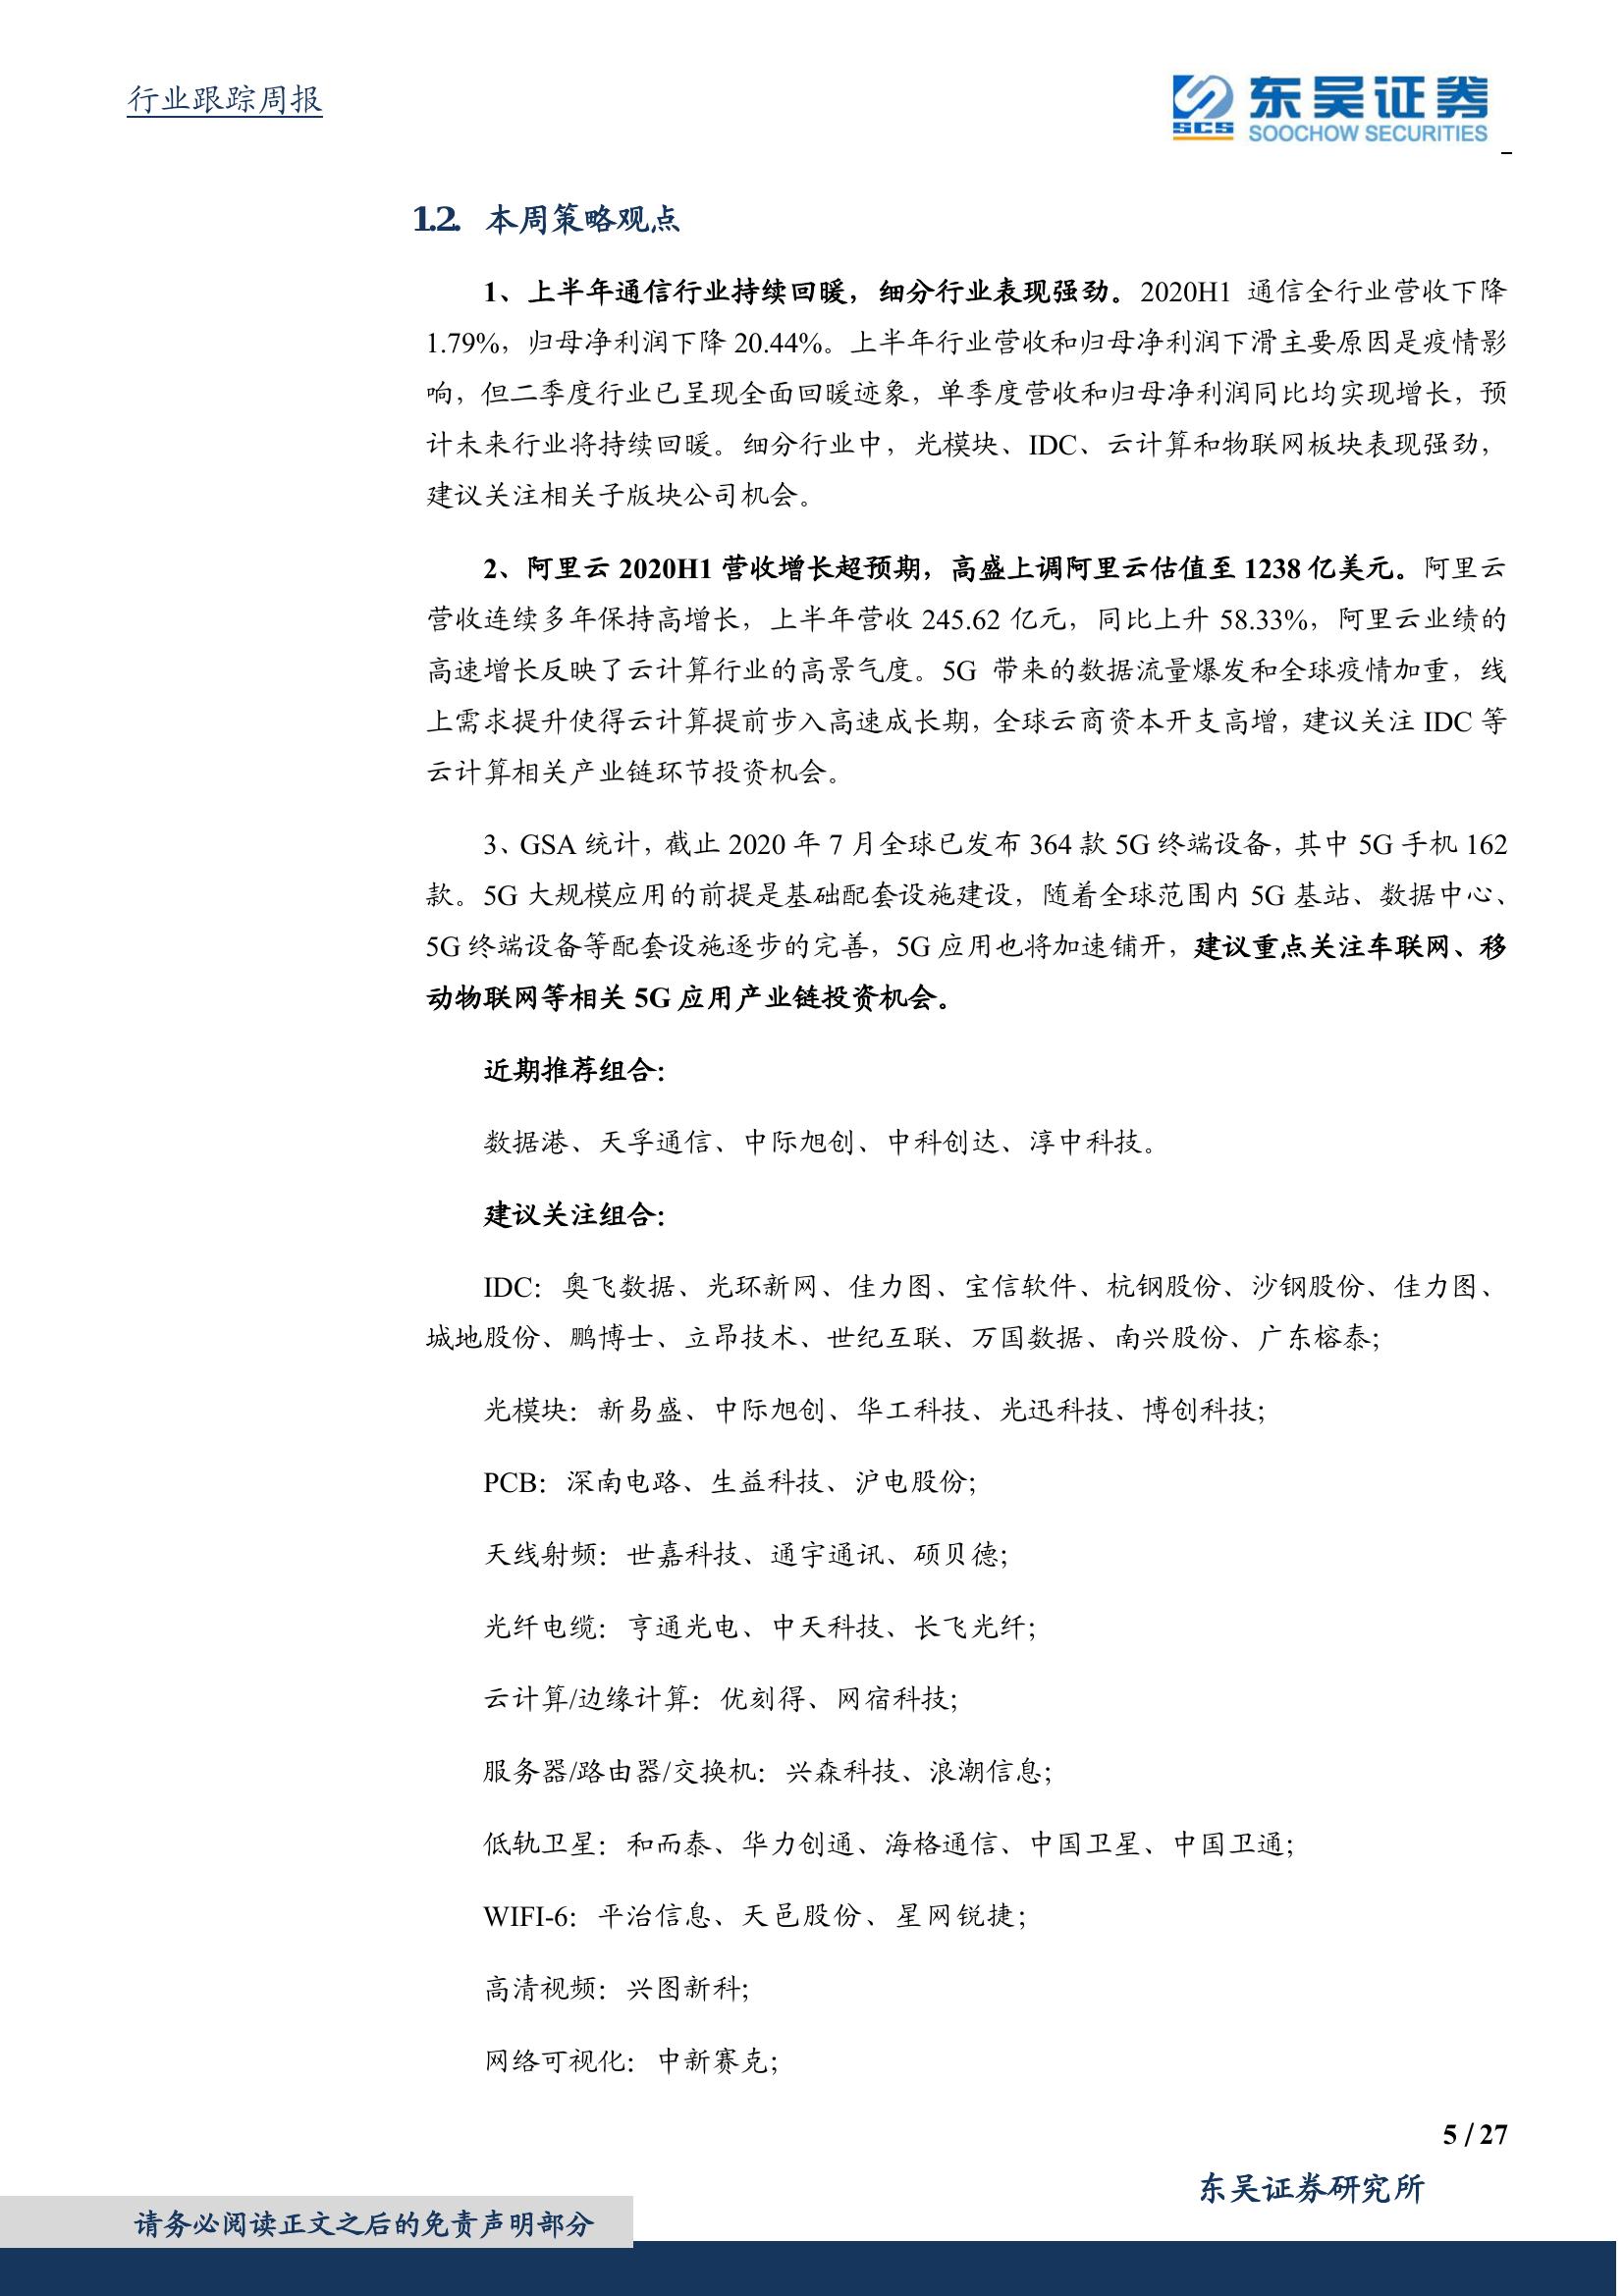 行业跟踪周报
SCS 东吴证券
SOOCHOW SECURITIES
1.2. 本周策略观点
1、上半年通信行业持续回暖，细分行业表现强劲。2020H1 通信全行业营收下降
1.79%，归母净利润下降 20.44%。上半年行业营收和归母净利润下滑主要原因是疫情影
响，但二季度行业已呈现全面回暖迹象，单季度营收和归母净利润同比均实现增长，预
计未来行业将持续回暖。细分行业中，光模块、IDC、云计算和物联网板块表现强劲，
建议关注相关子版块公司机会。
2、阿里云 2020H1 营收增长超预期，高盛上调阿里云估值至 1238 亿美元。阿里云
营收连续多年保持高增长，上半年营收 245.62 亿元，同比上升 58.33%，阿里云业绩的
高速增长反映了云计算行业的高景气度。5G 带来的数据流量爆发和全球疫情加重，线
上需求提升使得云计算提前步入高速成长期，全球云商资本开支高增，建议关注 IDC 等
云计算相关产业链环节投资机会。
3、GSA 统计，截止 2020 年 7 月全球已发布 364 款 5G 终端设备，其中 5G 手机 162
款。5G 大规模应用的前提是基础配套设施建设，随着全球范围内 5G 基站、数据中心、
5G 终端设备等配套设施逐步的完善，5G 应用也将加速铺开，建议重点关注车联网、移
动物联网等相关 5G 应用产业链投资机会。
近期推荐组合：
数据港、天孚通信、中际旭创、中科创达、淳中科技。
建议关注组合：
IDC：奥飞数据、光环新网、佳力图、宝信软件、杭钢股份、沙钢股份、佳力图、
城地股份、鹏博士、立昂技术、世纪互联、万国数据、南兴股份、广东榕泰；
光模块：新易盛、中际旭创、华工科技、光迅科技、博创科技；
PCB：深南电路、生益科技、沪电股份；
天线射频：世嘉科技、通宇通讯、硕贝德；
光纤电缆：亨通光电、中天科技、长飞光纤；
云计算/边缘计算：优刻得、网宿科技；
服务器/路由器/交换机：兴森科技、浪潮信息；
低轨卫星：和而泰、华力创通、海格通信、中国卫星、中国卫通；
WIFI-6：平治信息、天邑股份、星网锐捷；
高清视频：兴图新科；
网络可视化：中新赛克；
5 / 27
东吴证券研究所
请务必阅读正文之后的免责声明部分